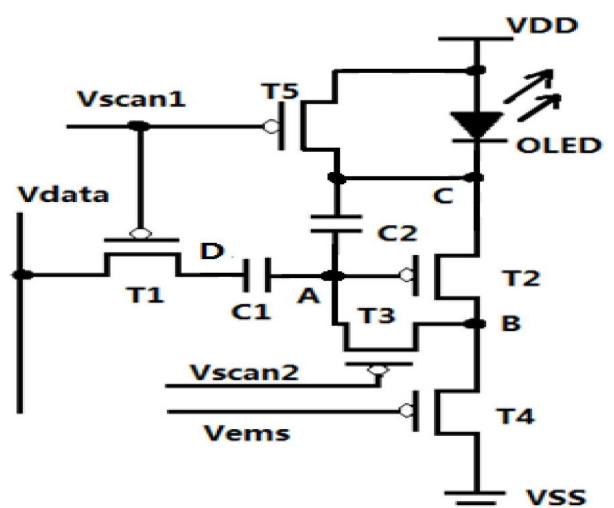 VDD
T5
Vscan1
OLED
Vdata
C
D
C2
T1
C1
A
T3
T2
B
Vscan2
Vems
T4
VSS